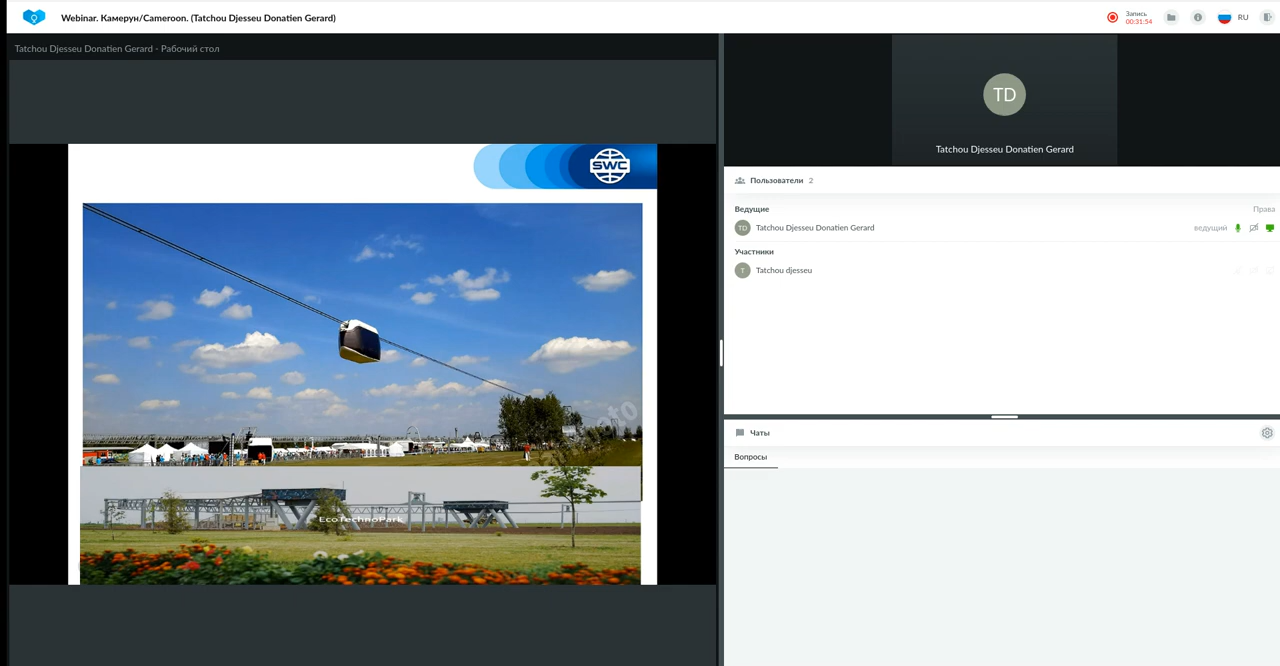 Webinar. Камерун/Cameroon. (Tatchou Djesseu Donatien Gerard)
Запись
00:31:54
RU
Tatchou Djesseu Donatien Gerard - Рабочий стол
SWC
EcoTechnoPark
TD
Tatchou Djesseu Donatien Gerard
Пользователи 2
Ведущие Права
TD Tatchou Djesseu Donatien Gerard ведущий
Участники
T Tatchou djesseu
Чаты
Вопросы